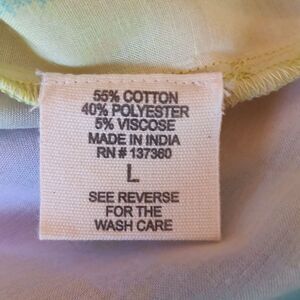 55% COTTON
40% POLYESTER
5% VISCOSE
MADE IN INDIA
RN # 137360
L
SEE REVERSE
FOR THE
WASH CARE